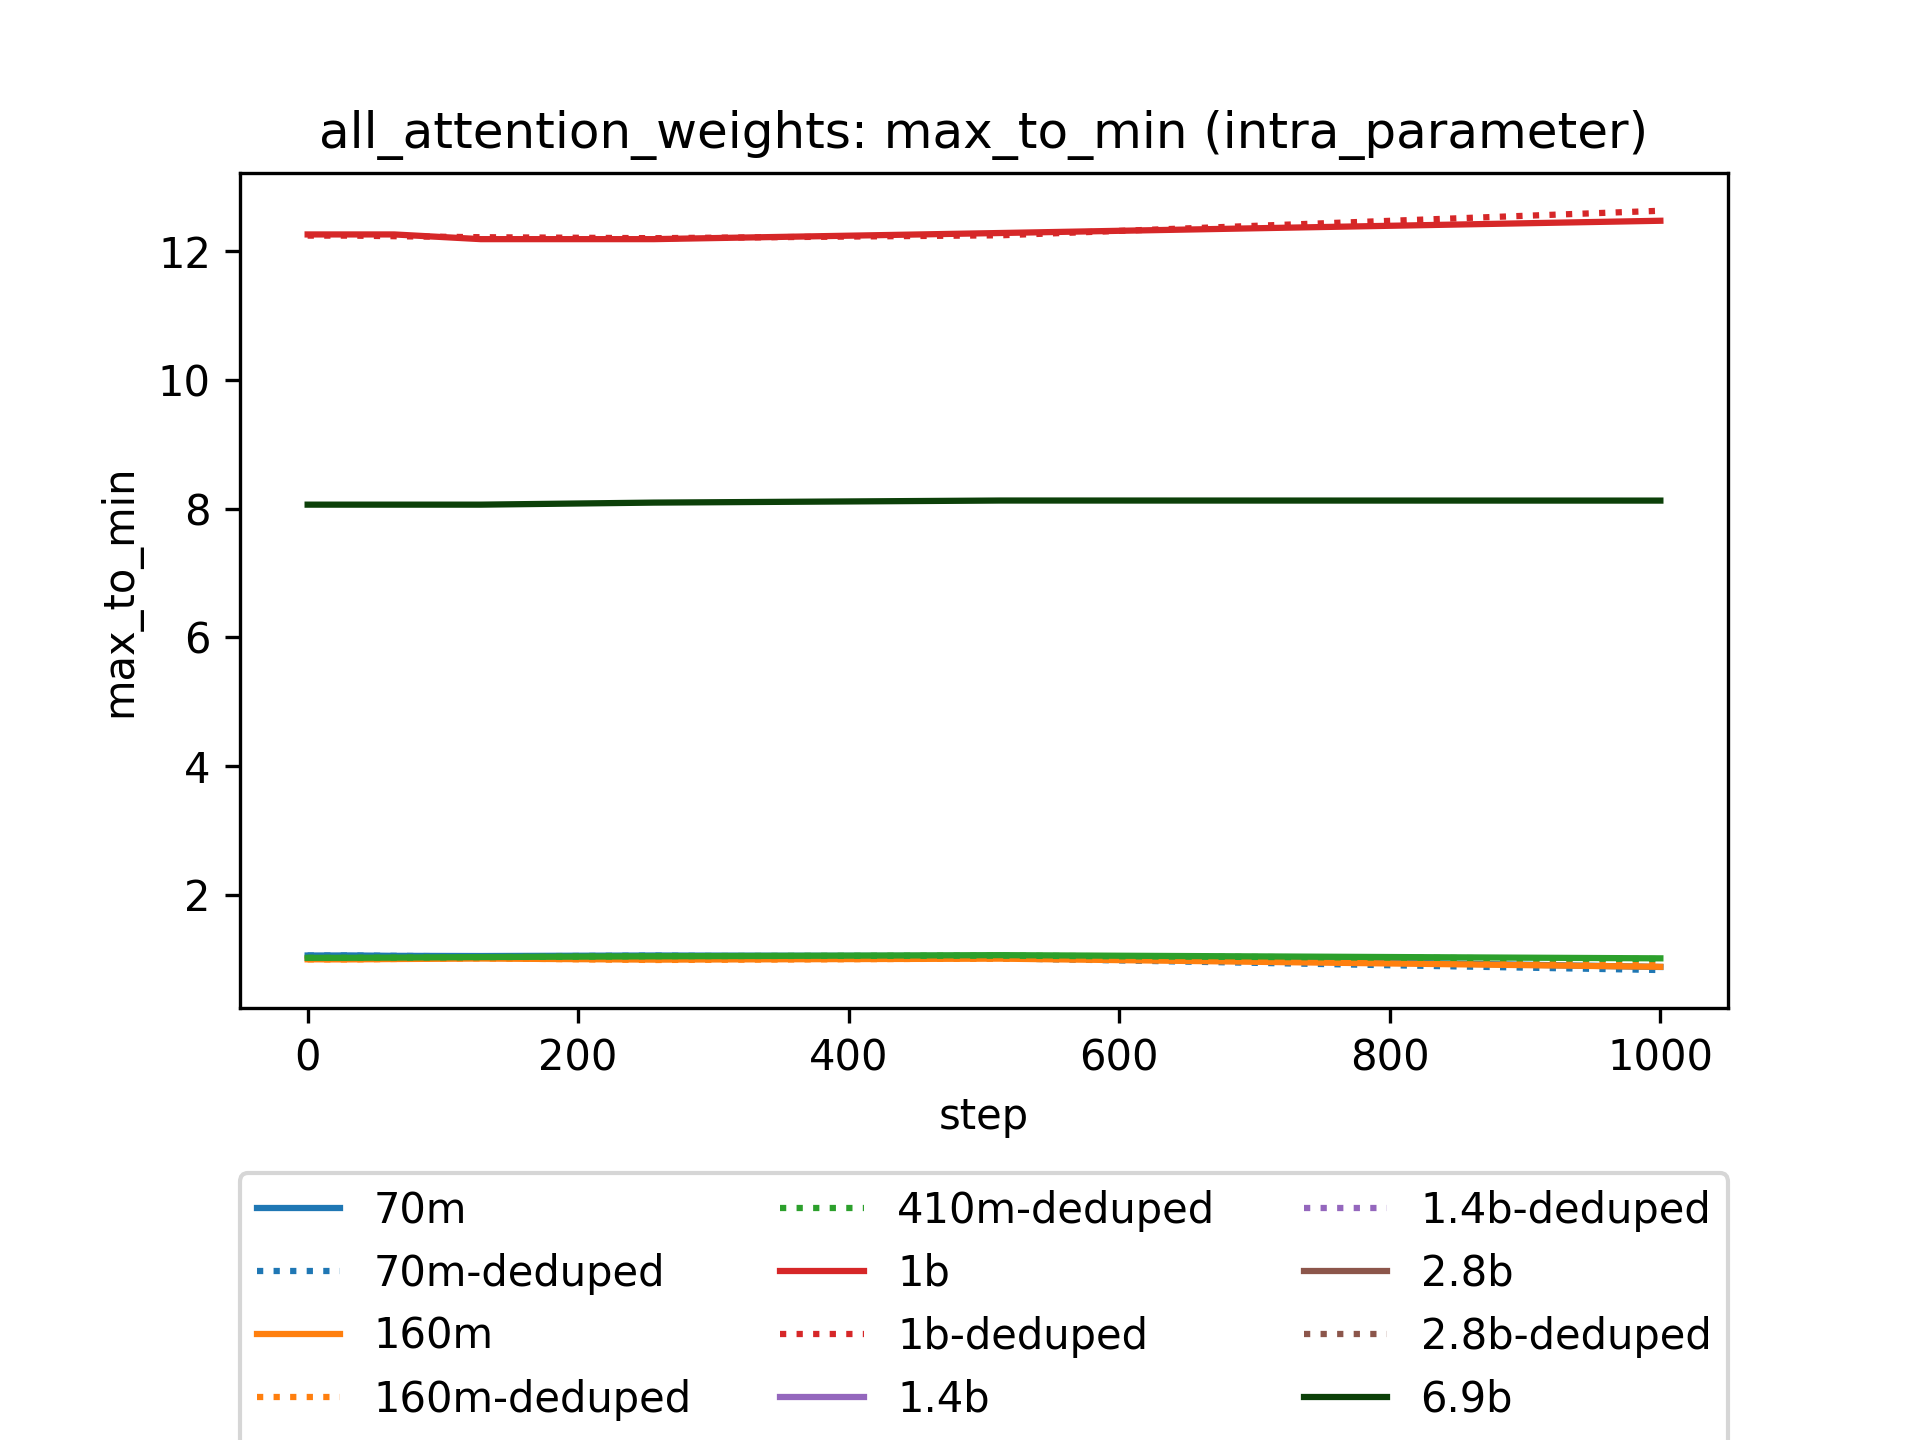 all_attention_weights: max_to_min (intra_parameter)
max_to_min
12
10
8
6
4
2
0 200 400 600 800 1000
step
70m
70m-deduped
160m
160m-deduped
410m-deduped
1b
1b-deduped
1.4b
1.4b-deduped
2.8b
2.8b-deduped
6.9b